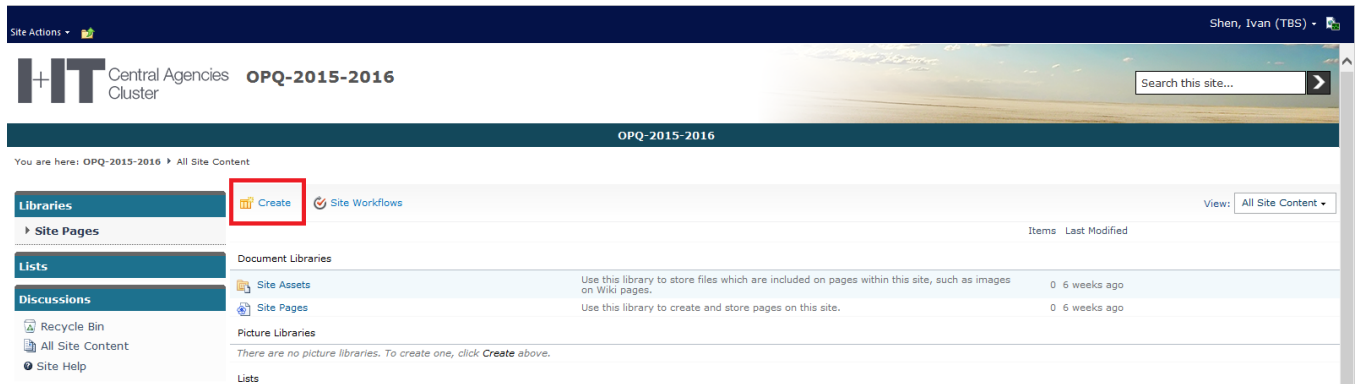 Site Actions
Shen, Ivan (TBS)
I+IT Central Agencies Cluster
OPQ-2015-2016
Search this site...
OPQ-2015-2016
You are here: OPQ-2015-2016 All Site Content
Libraries
Site Pages
Lists
Discussions
Recycle Bin
All Site Content
Site Help
Create Site Workflows
View: All Site Content
Items Last Modified
Document Libraries
Site Assets Use this library to store files which are included on pages within this site, such as images
on Wiki pages. 0 6 weeks ago
Site Pages Use this library to create and store pages on this site. 0 6 weeks ago
Picture Libraries
There are no picture libraries. To create one, click Create above.
Lists